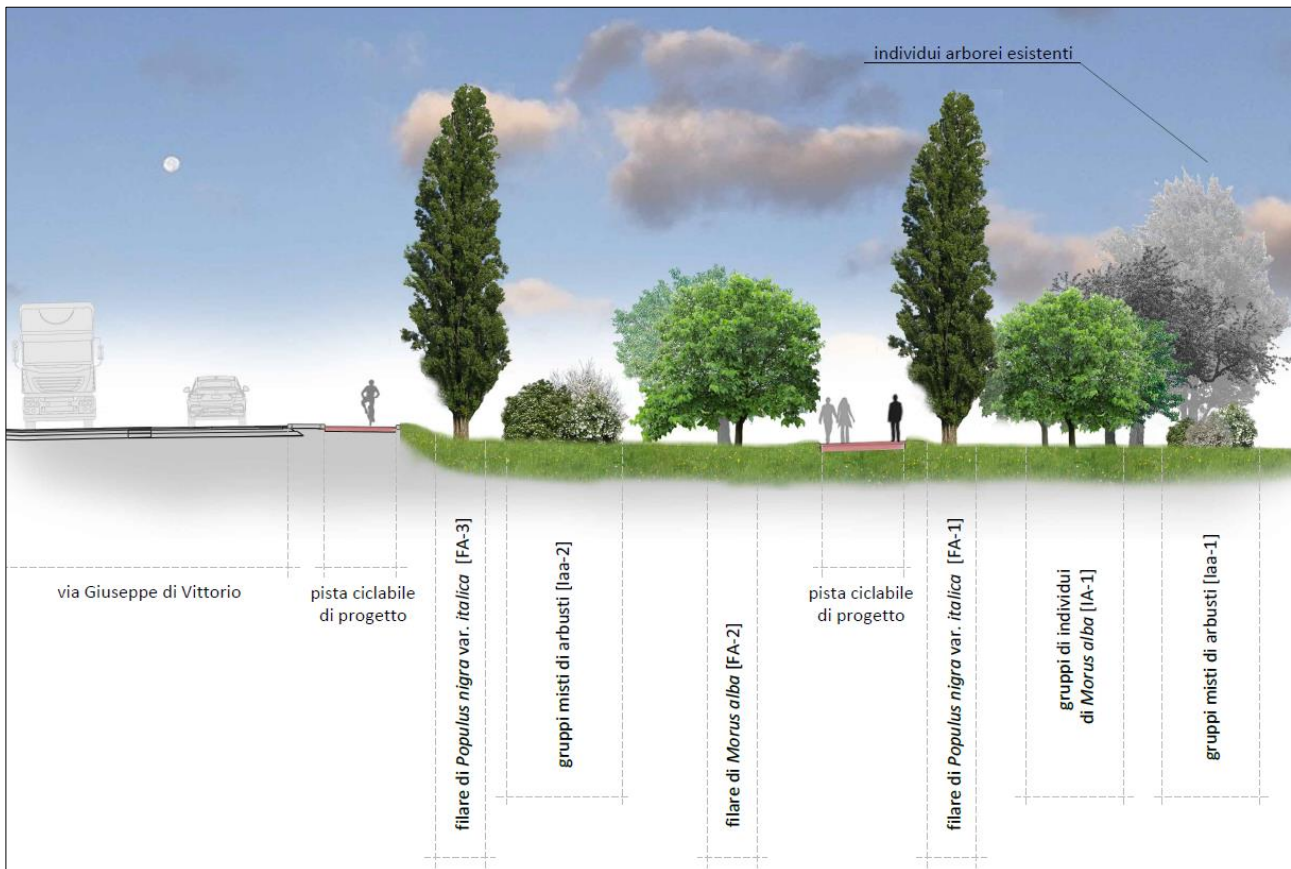 individui arborei esistenti
via Giuseppe di Vittorio
pista ciclabile
di progetto
filare di Populus nigra var. italica [FA-3]
gruppi misti di arbusti [Iaa-2]
filare di Morus alba [FA-2]
pista ciclabile
di progetto
filare di Populus nigra var. italica [FA-1]
gruppi di individui
di Morus alba [IA-1]
gruppi misti di arbusti [Iaa-1]